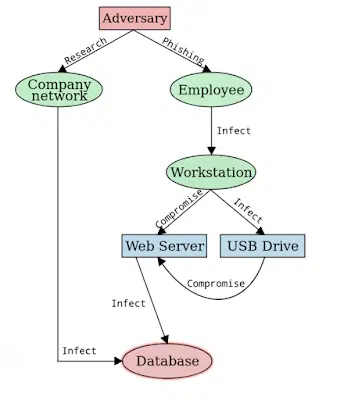 Adversary
Research
Phishing
Company
network
Employee
Infect
Workstation
Compromise
Infect
Web Server
USB Drive
Compromise
Infect
Infect
Database